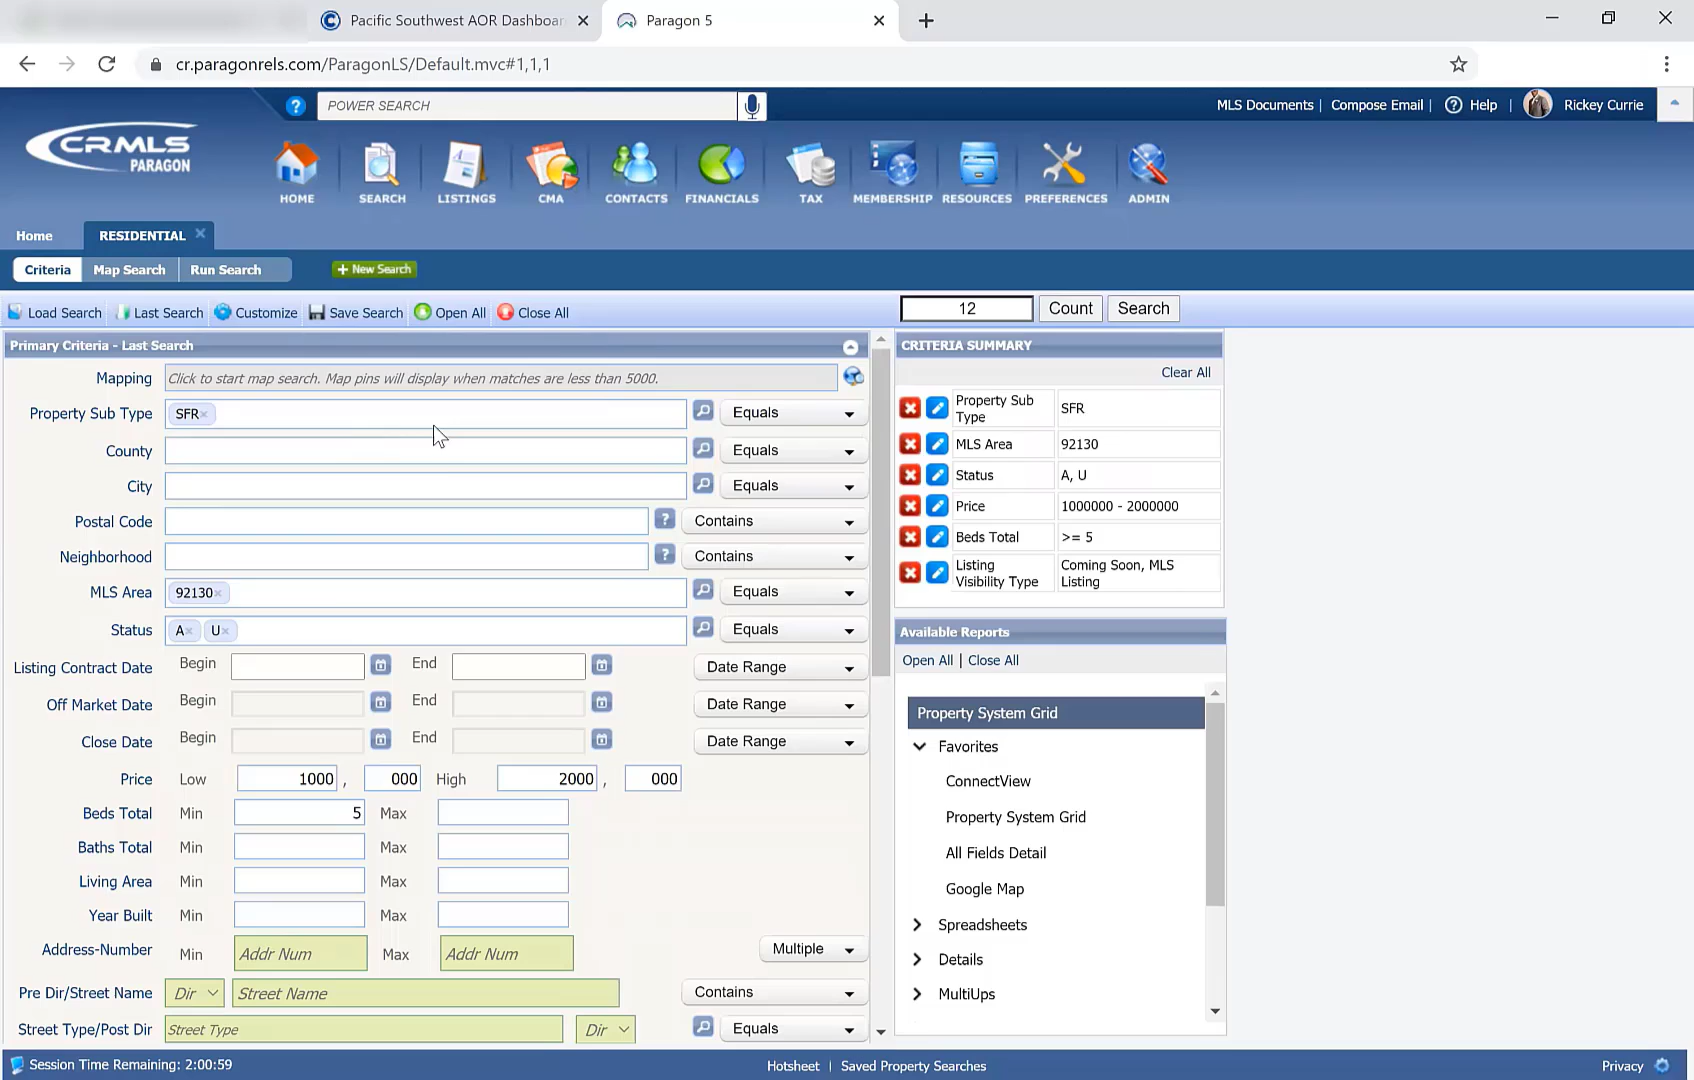 Pacific Southwest AOR Dashboar
Paragon 5
cr.paragonrels.com/ParagonLS/Default.mvc#1,1,1
POWER SEARCH
MLS Documents | Compose Email | Help | Rickey Currie
CRMLS
PARAGON
HOME SEARCH LISTINGS CMA CONTACTS FINANCIALS TAX MEMBERSHIP RESOURCES PREFERENCES ADMIN
Home RESIDENTIAL
Criteria Map Search Run Search + New Search
Load Search Last Search Customize Save Search Open All Close All 12 Count Search
Primary Criteria - Last Search
Mapping Click to start map search. Map pins will display when matches are less than 5000.
Property Sub Type SFR Equals
County Equals
City Equals
Postal Code ? Contains
Neighborhood ? Contains
MLS Area 92130 Equals
Status A U Equals
Listing Contract Date Begin End Date Range
Off Market Date Begin End Date Range
Close Date Begin End Date Range
Price Low 1000 , 000 High 2000 , 000
Beds Total Min 5 Max
Baths Total Min Max
Living Area Min Max
Year Built Min Max
Address-Number Min Addr Num Max Addr Num Multiple
Pre Dir/Street Name Dir Street Name Contains
Street Type/Post Dir Street Type Dir Equals
CRITERIA SUMMARY
Clear All
Property Sub Type SFR
MLS Area 92130
Status A, U
Price 1000000 - 2000000
Beds Total >= 5
Listing Visibility Type Coming Soon, MLS Listing
Available Reports
Open All | Close All
Property System Grid
Favorites
ConnectView
Property System Grid
All Fields Detail
Google Map
Spreadsheets
Details
MultiUps
Session Time Remaining: 2:00:59 Hotsheet | Saved Property Searches Privacy